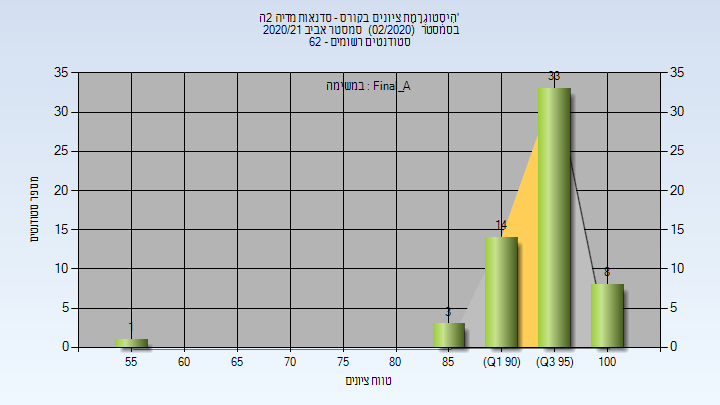 היסטוגרמת ציונים בקורס - סדנאות מדיה 2ה'
בסמסטר (02/2020) סמסטר אביב 2020/21
סטודנטים רשומים - 62
במשימה : Final_A
מספר סטודנטים
35 35
30 30
25 25
20 20
15 15
10 10
5 5
0 0
1 3 14 33 8
55 60 65 70 75 80 85 (Q1 90) (Q3 95) 100
טווח ציונים